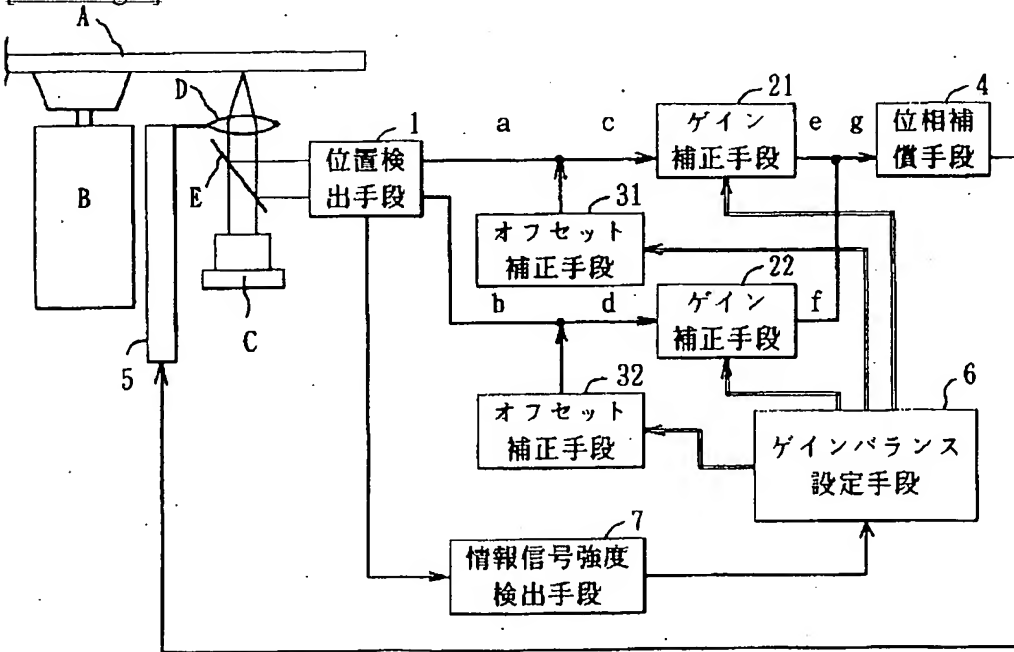 A
D
1
a
c
21
ゲイン
補正手段
e
g
4
位相補
償手段
位置検
出手段
B
E
31
オフセット
補正手段
22
ゲイン
補正手段
b
d
f
C
5
32
オフセット
補正手段
6
ゲインバランス
設定手段
7
情報信号強度
検出手段